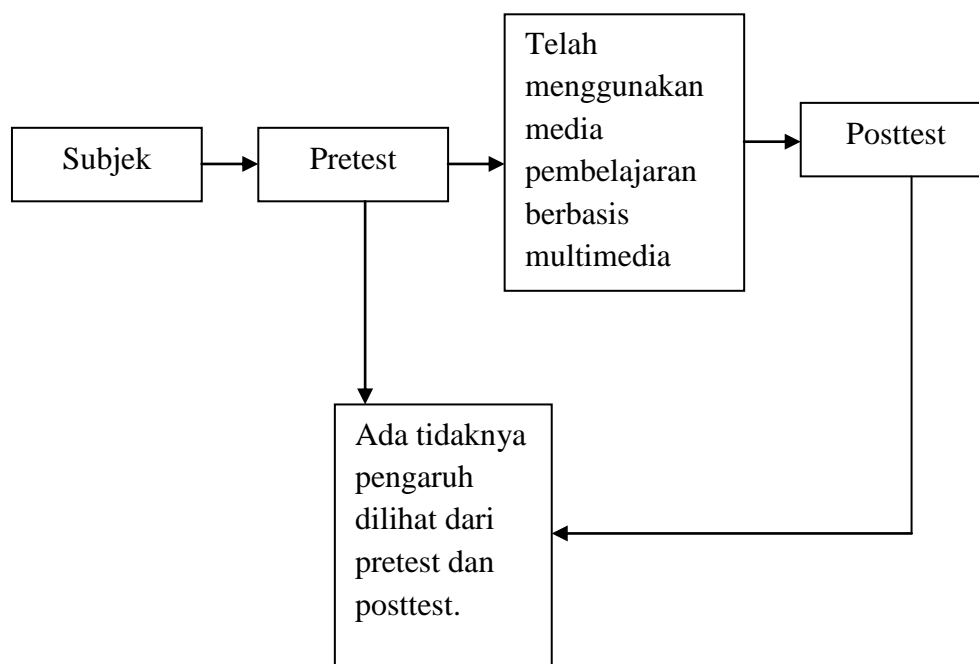 Subjek
Pretest
Telah
menggunakan
media
pembelajaran
berbasis
multimedia
Posttest
Ada tidaknya
pengaruh
dilihat dari
pretest dan
posttest.